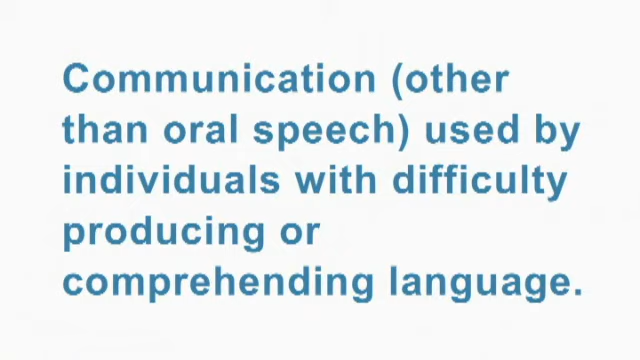 Communication (other
than oral speech) used by
individuals with difficulty
producing or
comprehending language.